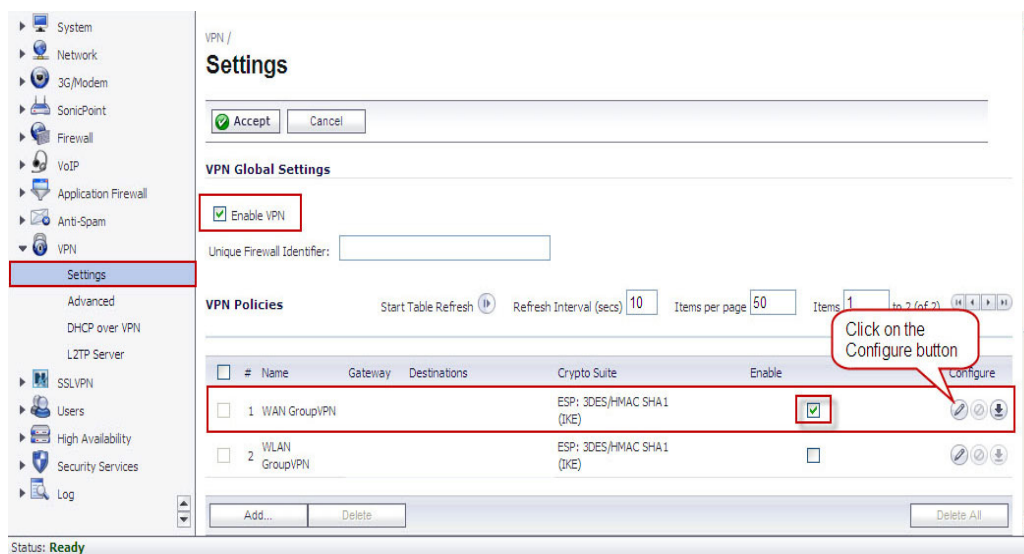 System
Network
3G/Modem
SonicPoint
Firewall
VoIP
Application Firewall
Anti-Spam
VPN
Settings
Advanced
DHCP over VPN
L2TP Server
SSLVPN
Users
High Availability
Security Services
Log
VPN /
Settings
Accept Cancel
VPN Global Settings
Enable VPN
Unique Firewall Identifier:
VPN Policies Start Table Refresh Refresh Interval (secs) 10 Items per page 50 Items 1 to 2 (of 2)
Click on the
Configure button
# Name Gateway Destinations Crypto Suite Enable Configure
1 WAN GroupVPN ESP: 3DES/HMAC SHA1
(IKE)
2 WLAN
GroupVPN ESP: 3DES/HMAC SHA1
(IKE)
Add... Delete Delete All
Status: Ready